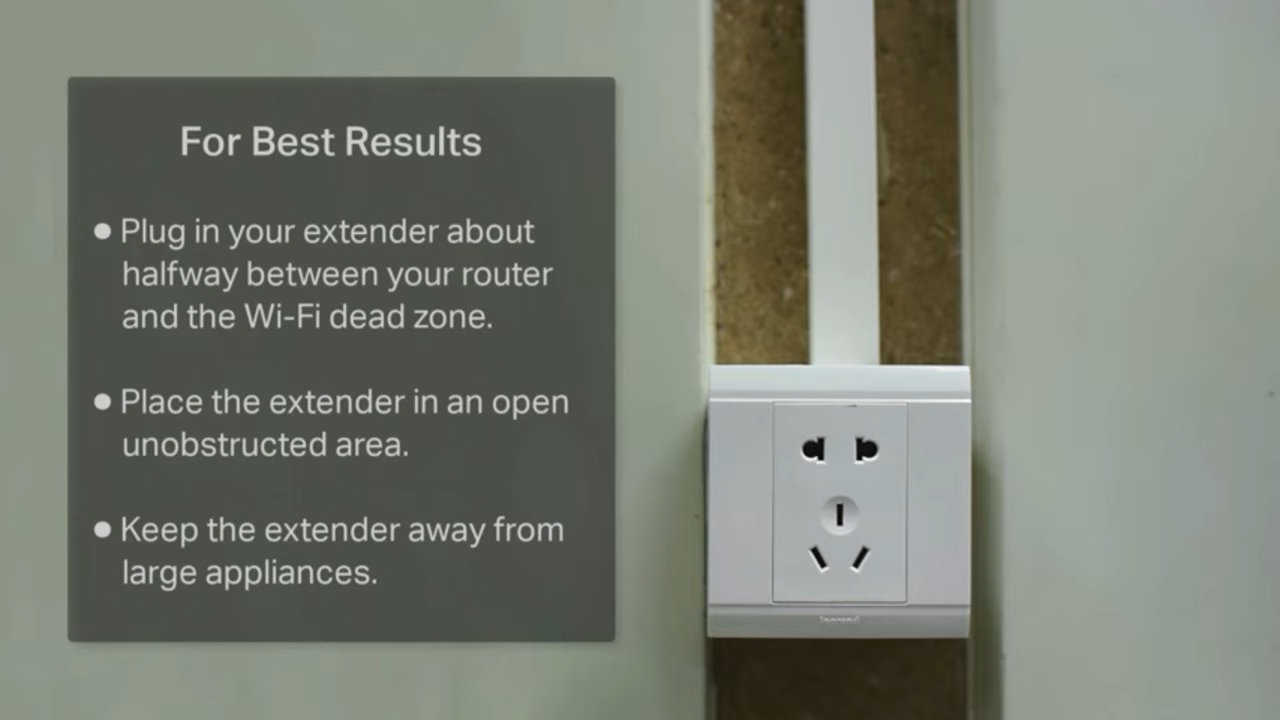 For Best Results
● Plug in your extender about
halfway between your router
and the Wi-Fi dead zone.
● Place the extender in an open
unobstructed area.
● Keep the extender away from
large appliances.